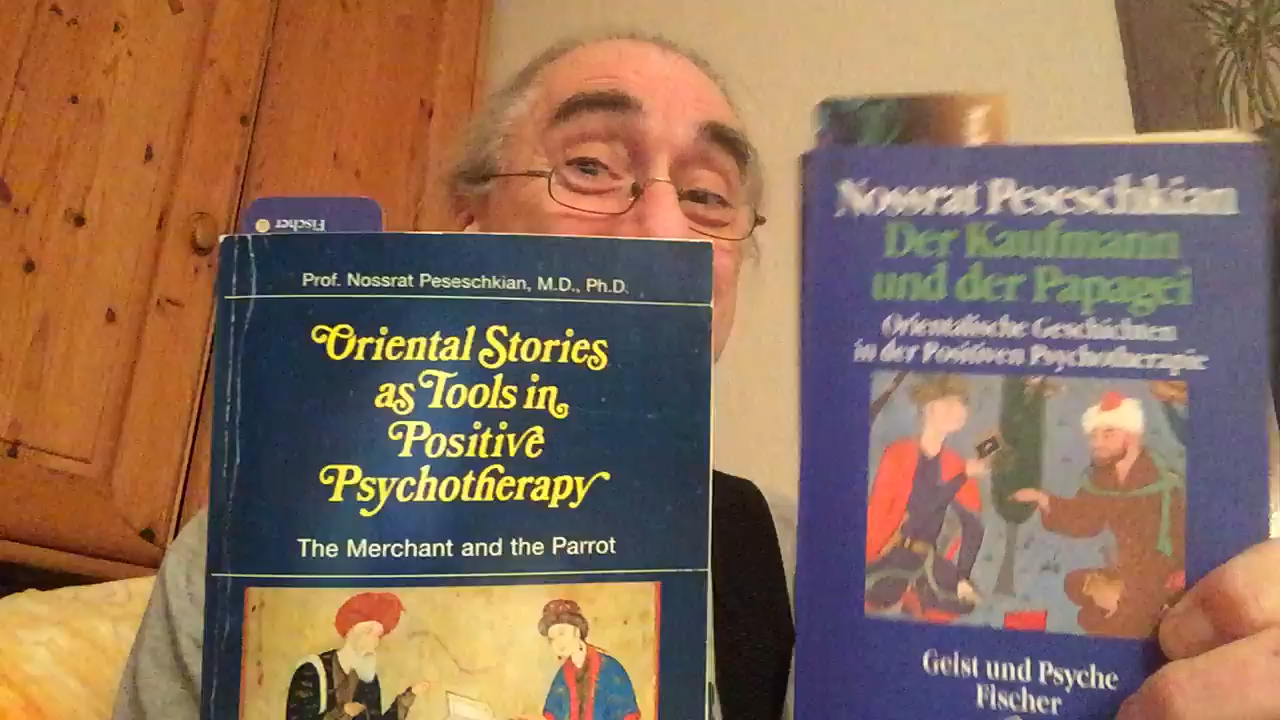 Fischer
Prof. Nossrat Peseschkian, M.D., Ph.D.
Oriental Stories
as Tools in
Positive
Psychotherapy
The Merchant and the Parrot
Nossrat Peseschkian
Der Kaufmann
und der Papagei
Orientalische Geschichten
in der Positiven Psychotherapie
Geist und Psyche
Fischer